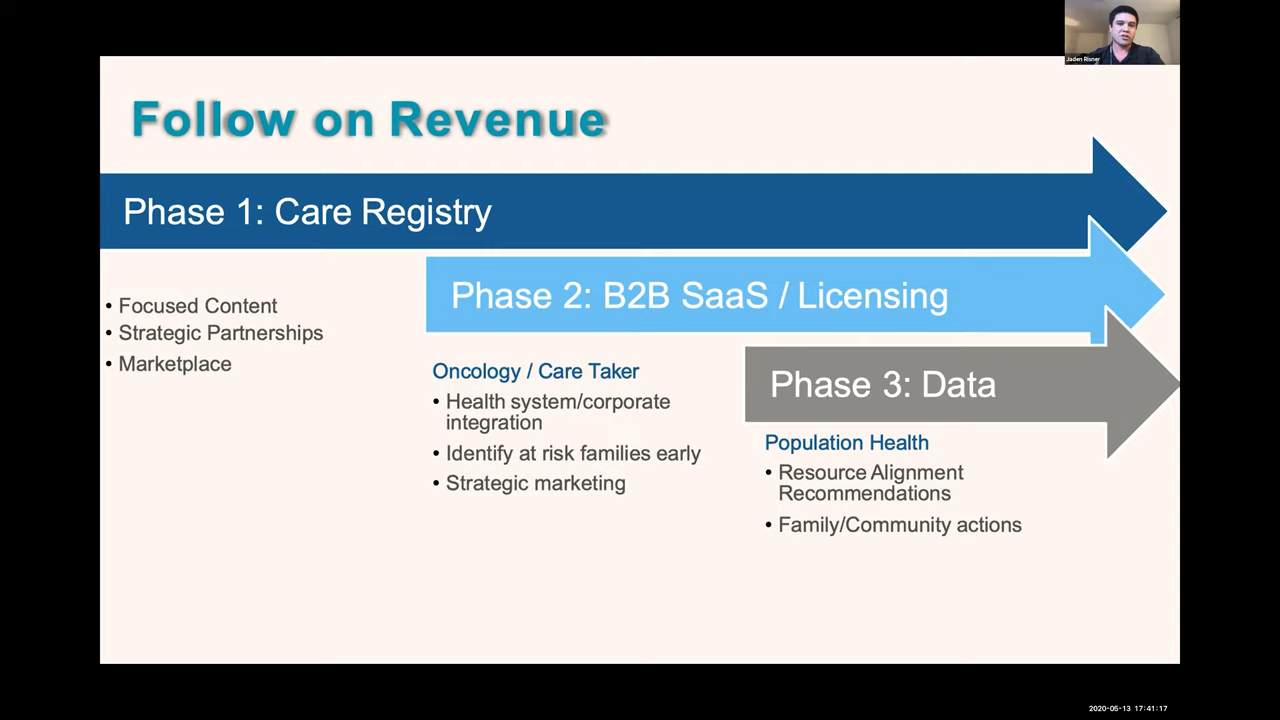 Jaden Risner
Follow on Revenue
Phase 1: Care Registry
• Focused Content
• Strategic Partnerships
• Marketplace
Phase 2: B2B SaaS / Licensing
Oncology / Care Taker
• Health system/corporate
integration
• Identify at risk families early
• Strategic marketing
Phase 3: Data
Population Health
• Resource Alignment
Recommendations
• Family/Community actions
2020-05-13 17:41:17